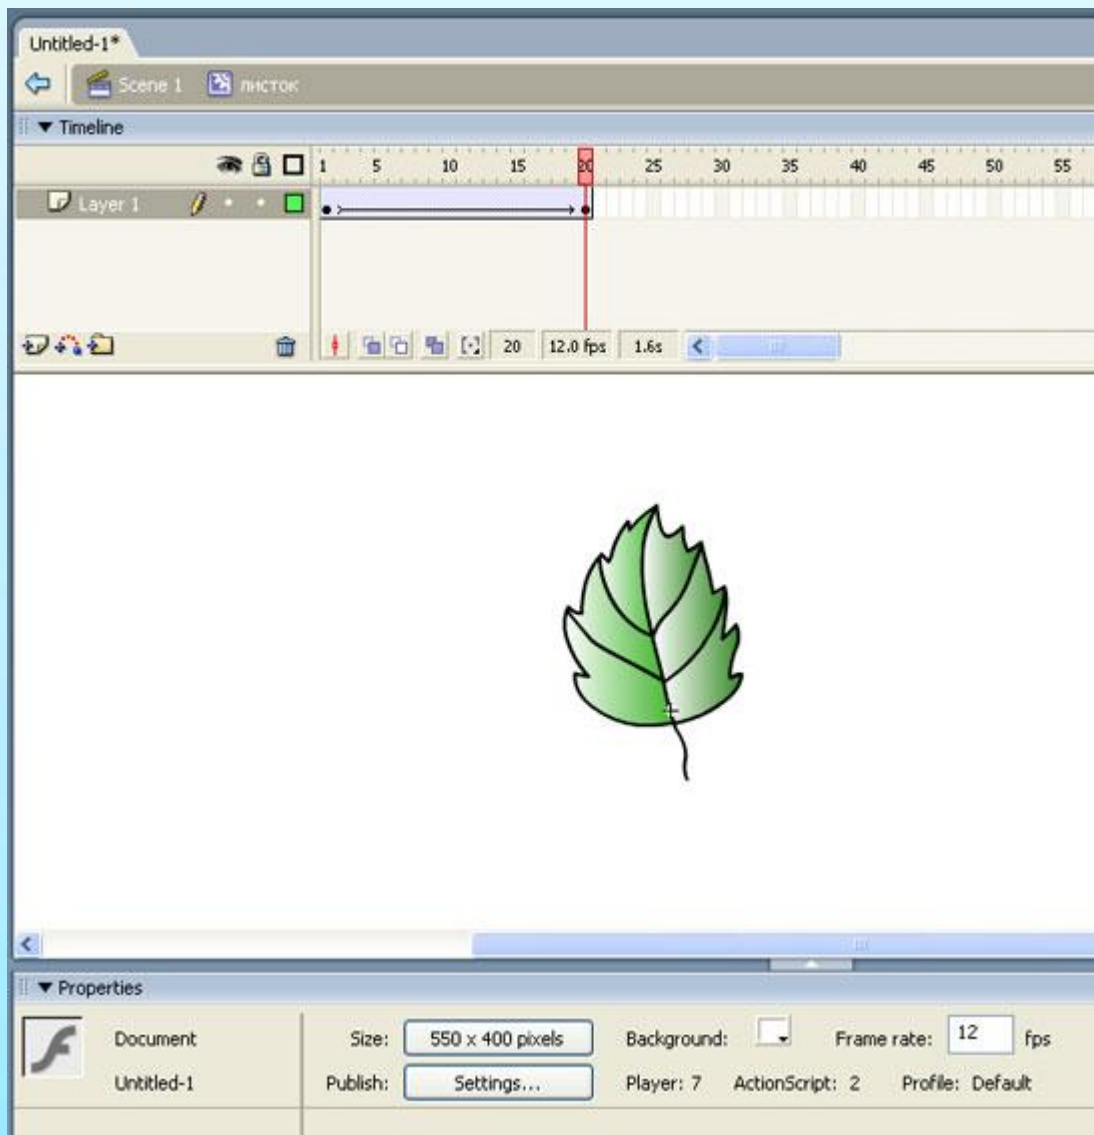 Untitled-1*
Scene 1 листок
Timeline
1 5 10 15 20 25 30 35 40 45 50 55
Layer 1
20 12.0 fps 1.6s
Properties
Document Size: 550 x 400 pixels Background: Frame rate: 12 fps
Untitled-1 Publish: Settings... Player: 7 ActionScript: 2 Profile: Default